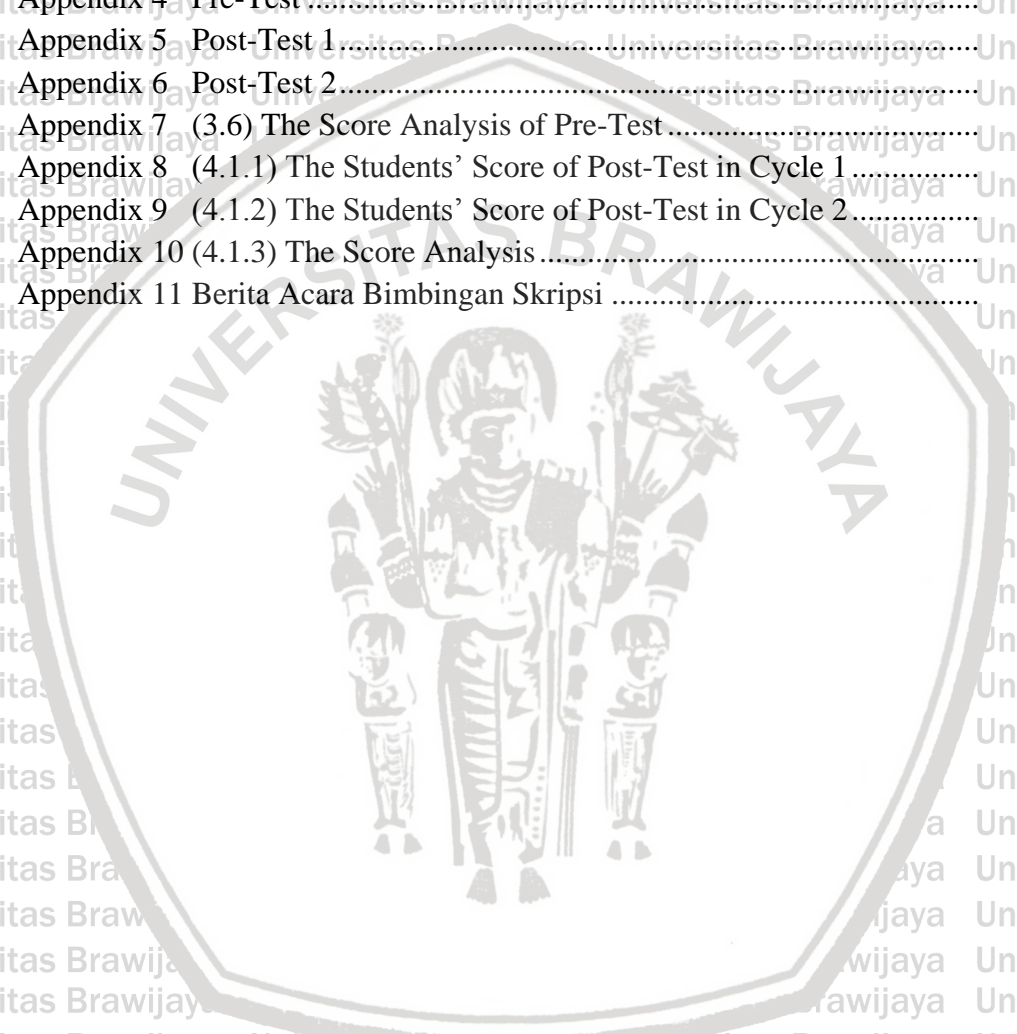 Appendix 4 Pre-Test ........................................................................
Appendix 5 Post-Test 1........................................................................
Appendix 6 Post-Test 2........................................................................
Appendix 7 (3.6) The Score Analysis of Pre-Test .......................................
Appendix 8 (4.1.1) The Students’ Score of Post-Test in Cycle 1................
Appendix 9 (4.1.2) The Students’ Score of Post-Test in Cycle 2................
Appendix 10 (4.1.3) The Score Analysis .......................................................
Appendix 11 Berita Acara Bimbingan Skripsi ..............................................
UNIVERSITAS BRAWIJAYA